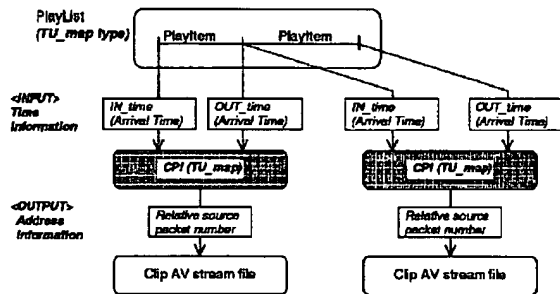 PlayList
(TU_map type)
PlayItem
PlayItem
<INPUT>
Time
Information
IN_time
(Arrival Time)
OUT_time
(Arrival Time)
IN_time
(Arrival Time)
OUT_time
(Arrival Time)
CPI (TU_map)
CPI (TU_map)
<OUTPUT>
Address
Information
Relative source
packet number
Relative source
packet number
Clip AV stream file
Clip AV stream file